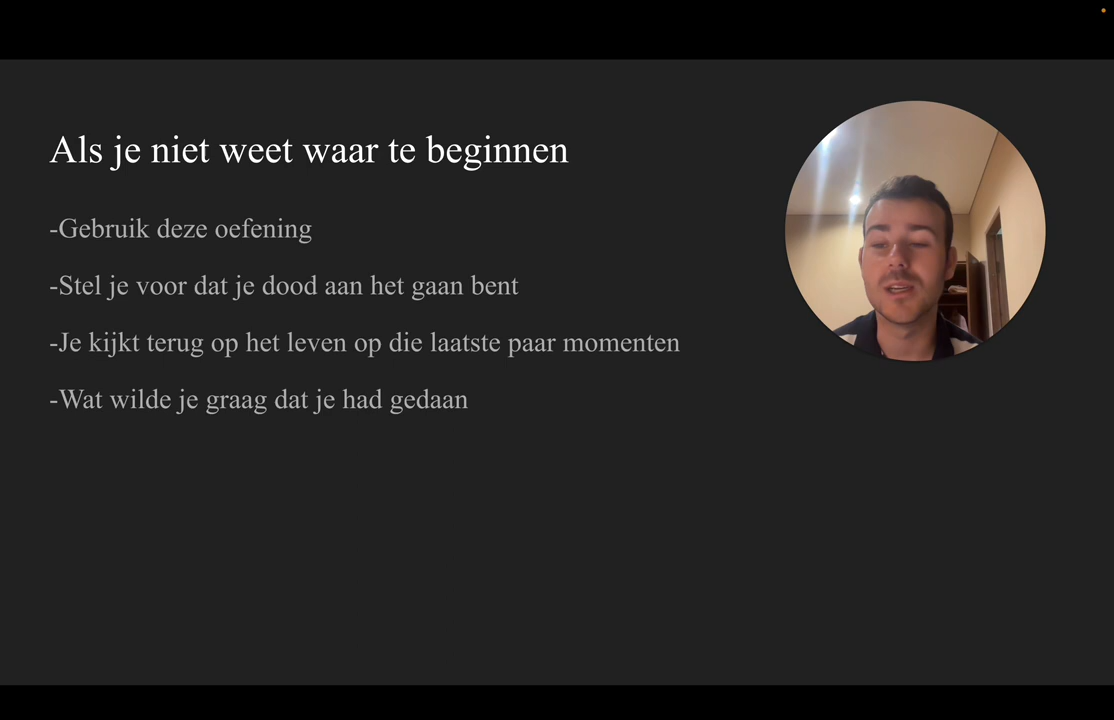 Als je niet weet waar te beginnen
-Gebruik deze oefening
-Stel je voor dat je dood aan het gaan bent
-Je kijkt terug op het leven op die laatste paar momenten
-Wat wilde je graag dat je had gedaan